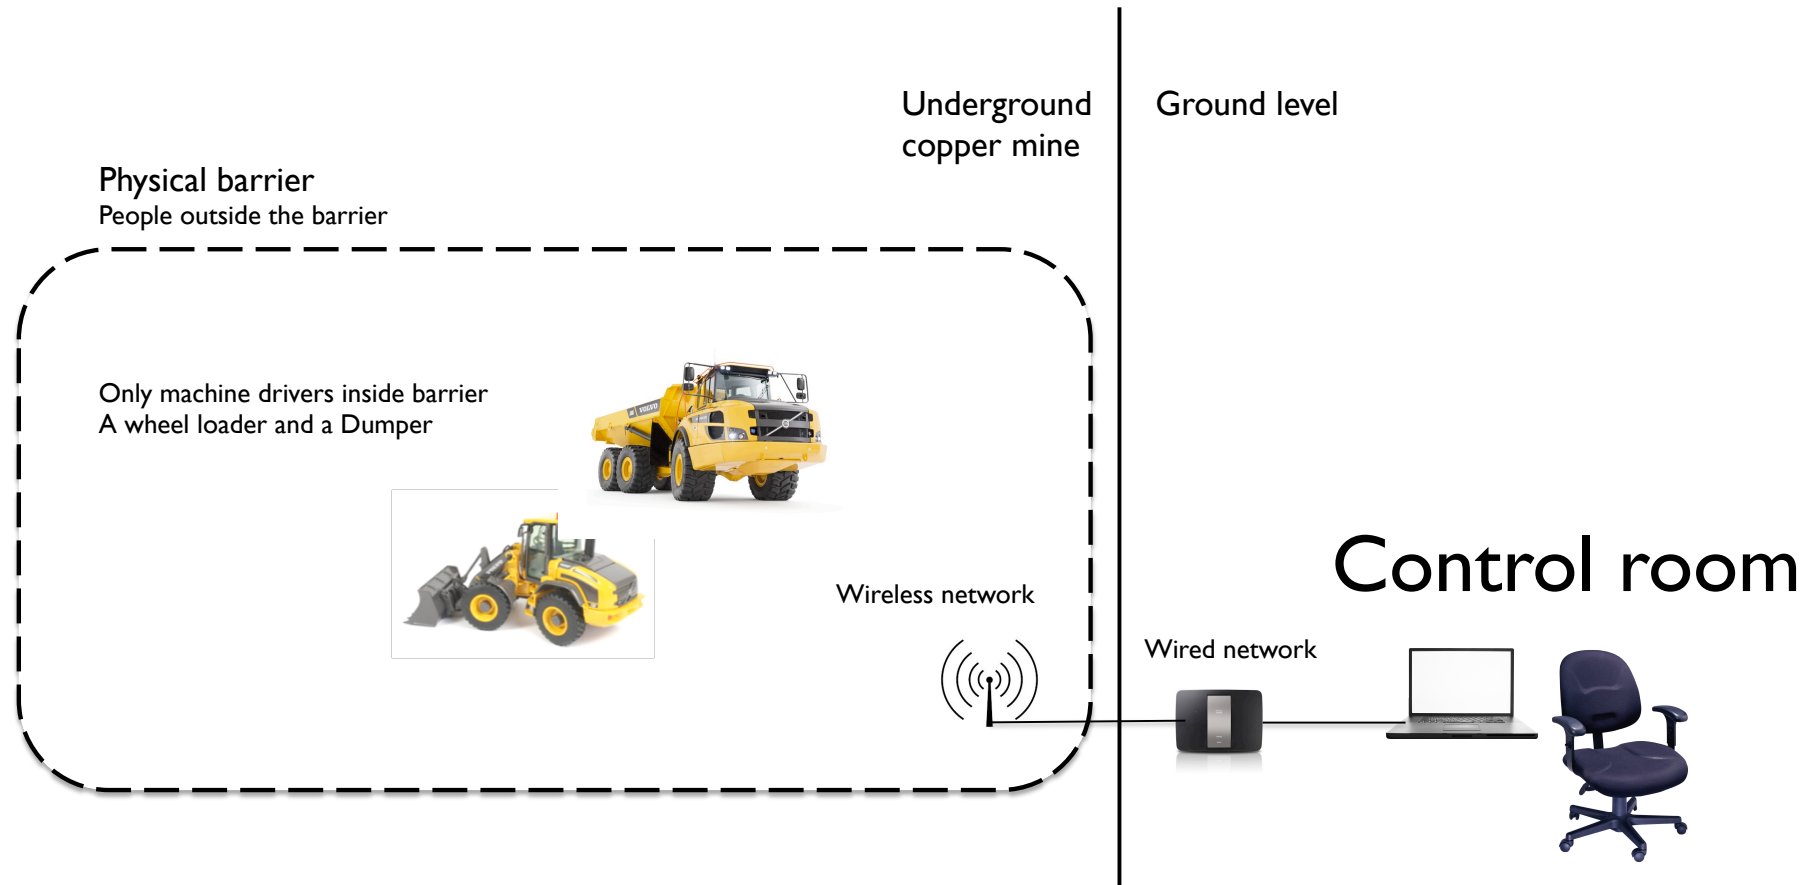 Underground
copper mine
Ground level
Physical barrier
People outside the barrier
Only machine drivers inside barrier
A wheel loader and a Dumper
VOLVO
Control room
Wireless network
Wired network